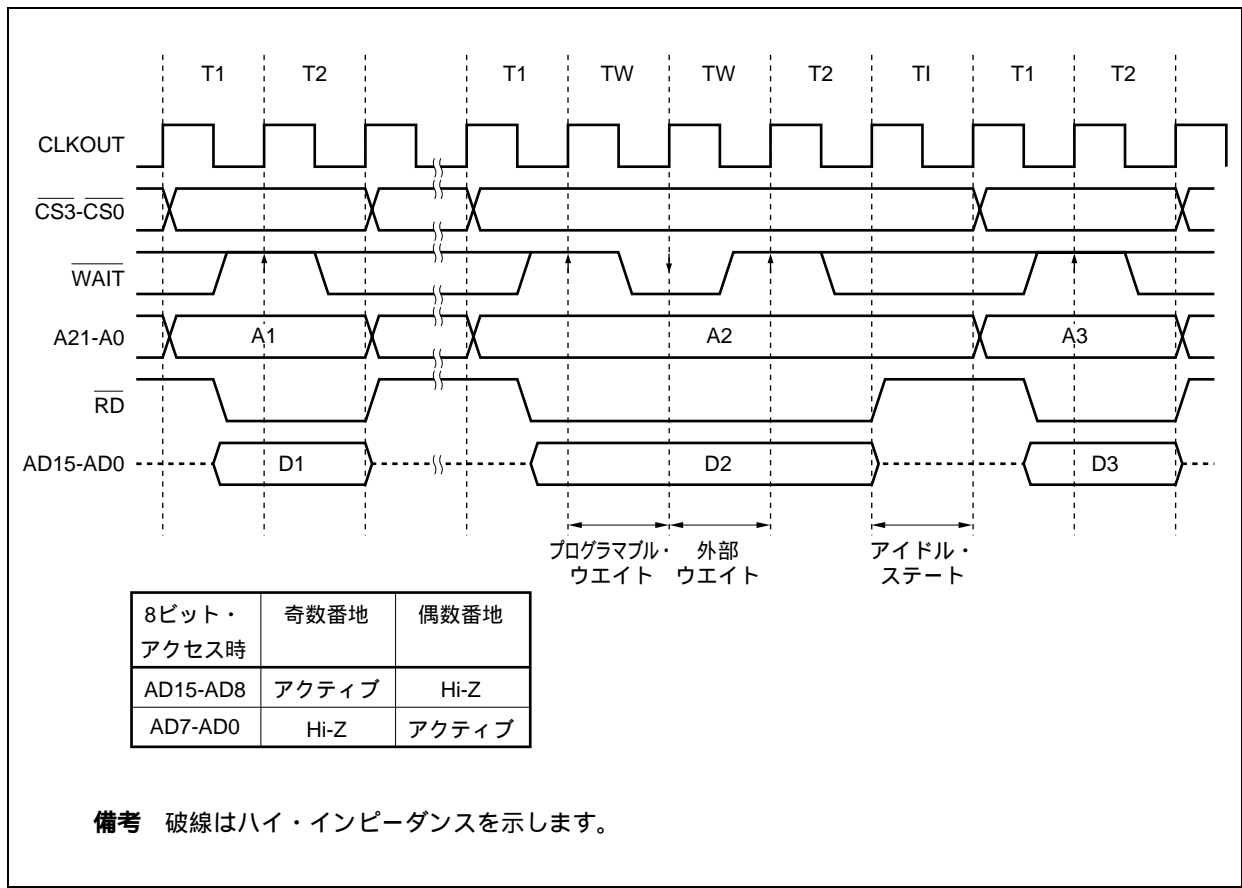 T1 T2 T1 TW TW T2 TI T1 T2
CLKOUT
CS3-CS0
WAIT
A21-A0 A1 A2 A3
RD
AD15-AD0 D1 D2 D3
プログラマブル・ 外部 アイドル・
ウエイト ウエイト ステート
8ビット・ 奇数番地 偶数番地
アクセス時
AD15-AD8 アクティブ Hi-Z
AD7-AD0 Hi-Z アクティブ
備考 破線はハイ・インピーダンスを示します。